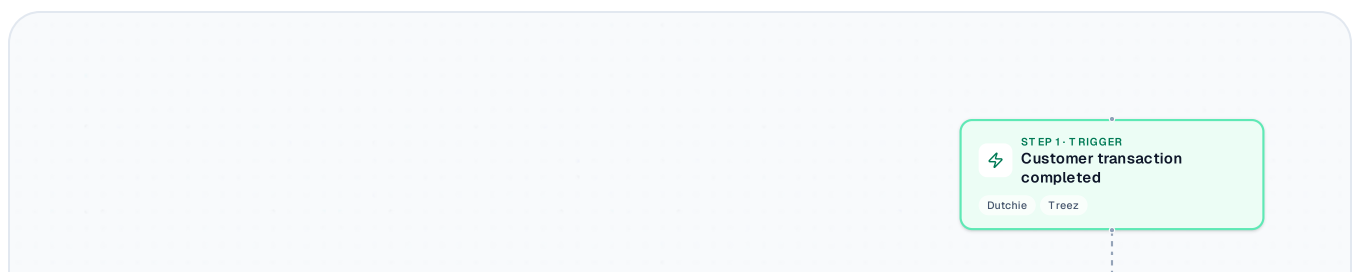 STEP 1 · TRIGGER
Customer transaction
completed
Dutchie Treez